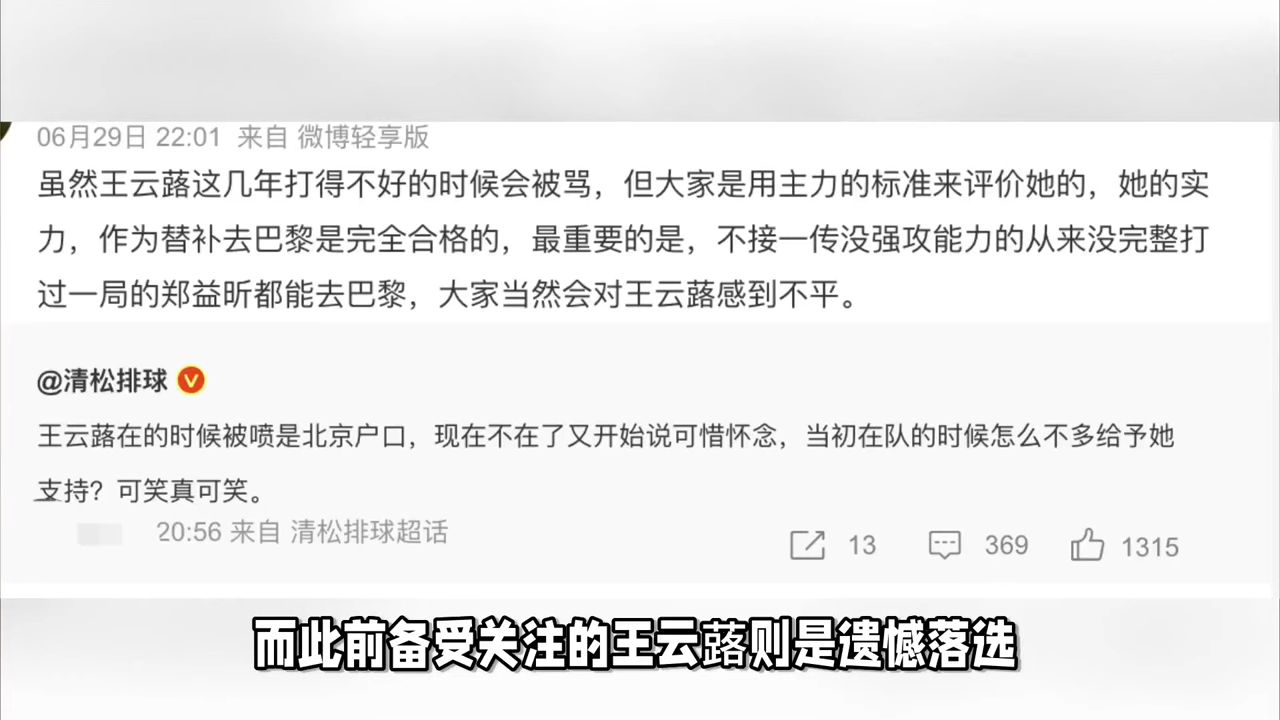 06月29日 22:01 来自 微博轻享版
虽然王云蕗这几年打得不好的时候会被骂，但大家是用主力的标准来评价她的，她的实
力，作为替补去巴黎是完全合格的，最重要的是，不接一传没强攻能力的从来没完整打
过一局的郑益昕都能去巴黎，大家当然会对王云蕗感到不平。
@清松排球
王云蕗在的时候被喷是北京户口，现在不在了又开始说可惜怀念，当初在队的时候怎么不多给予她
支持？可笑真可笑。
20:56 来自 清松排球超话
13 369 1315
而此前备受关注的王云蕗则是遗憾落选